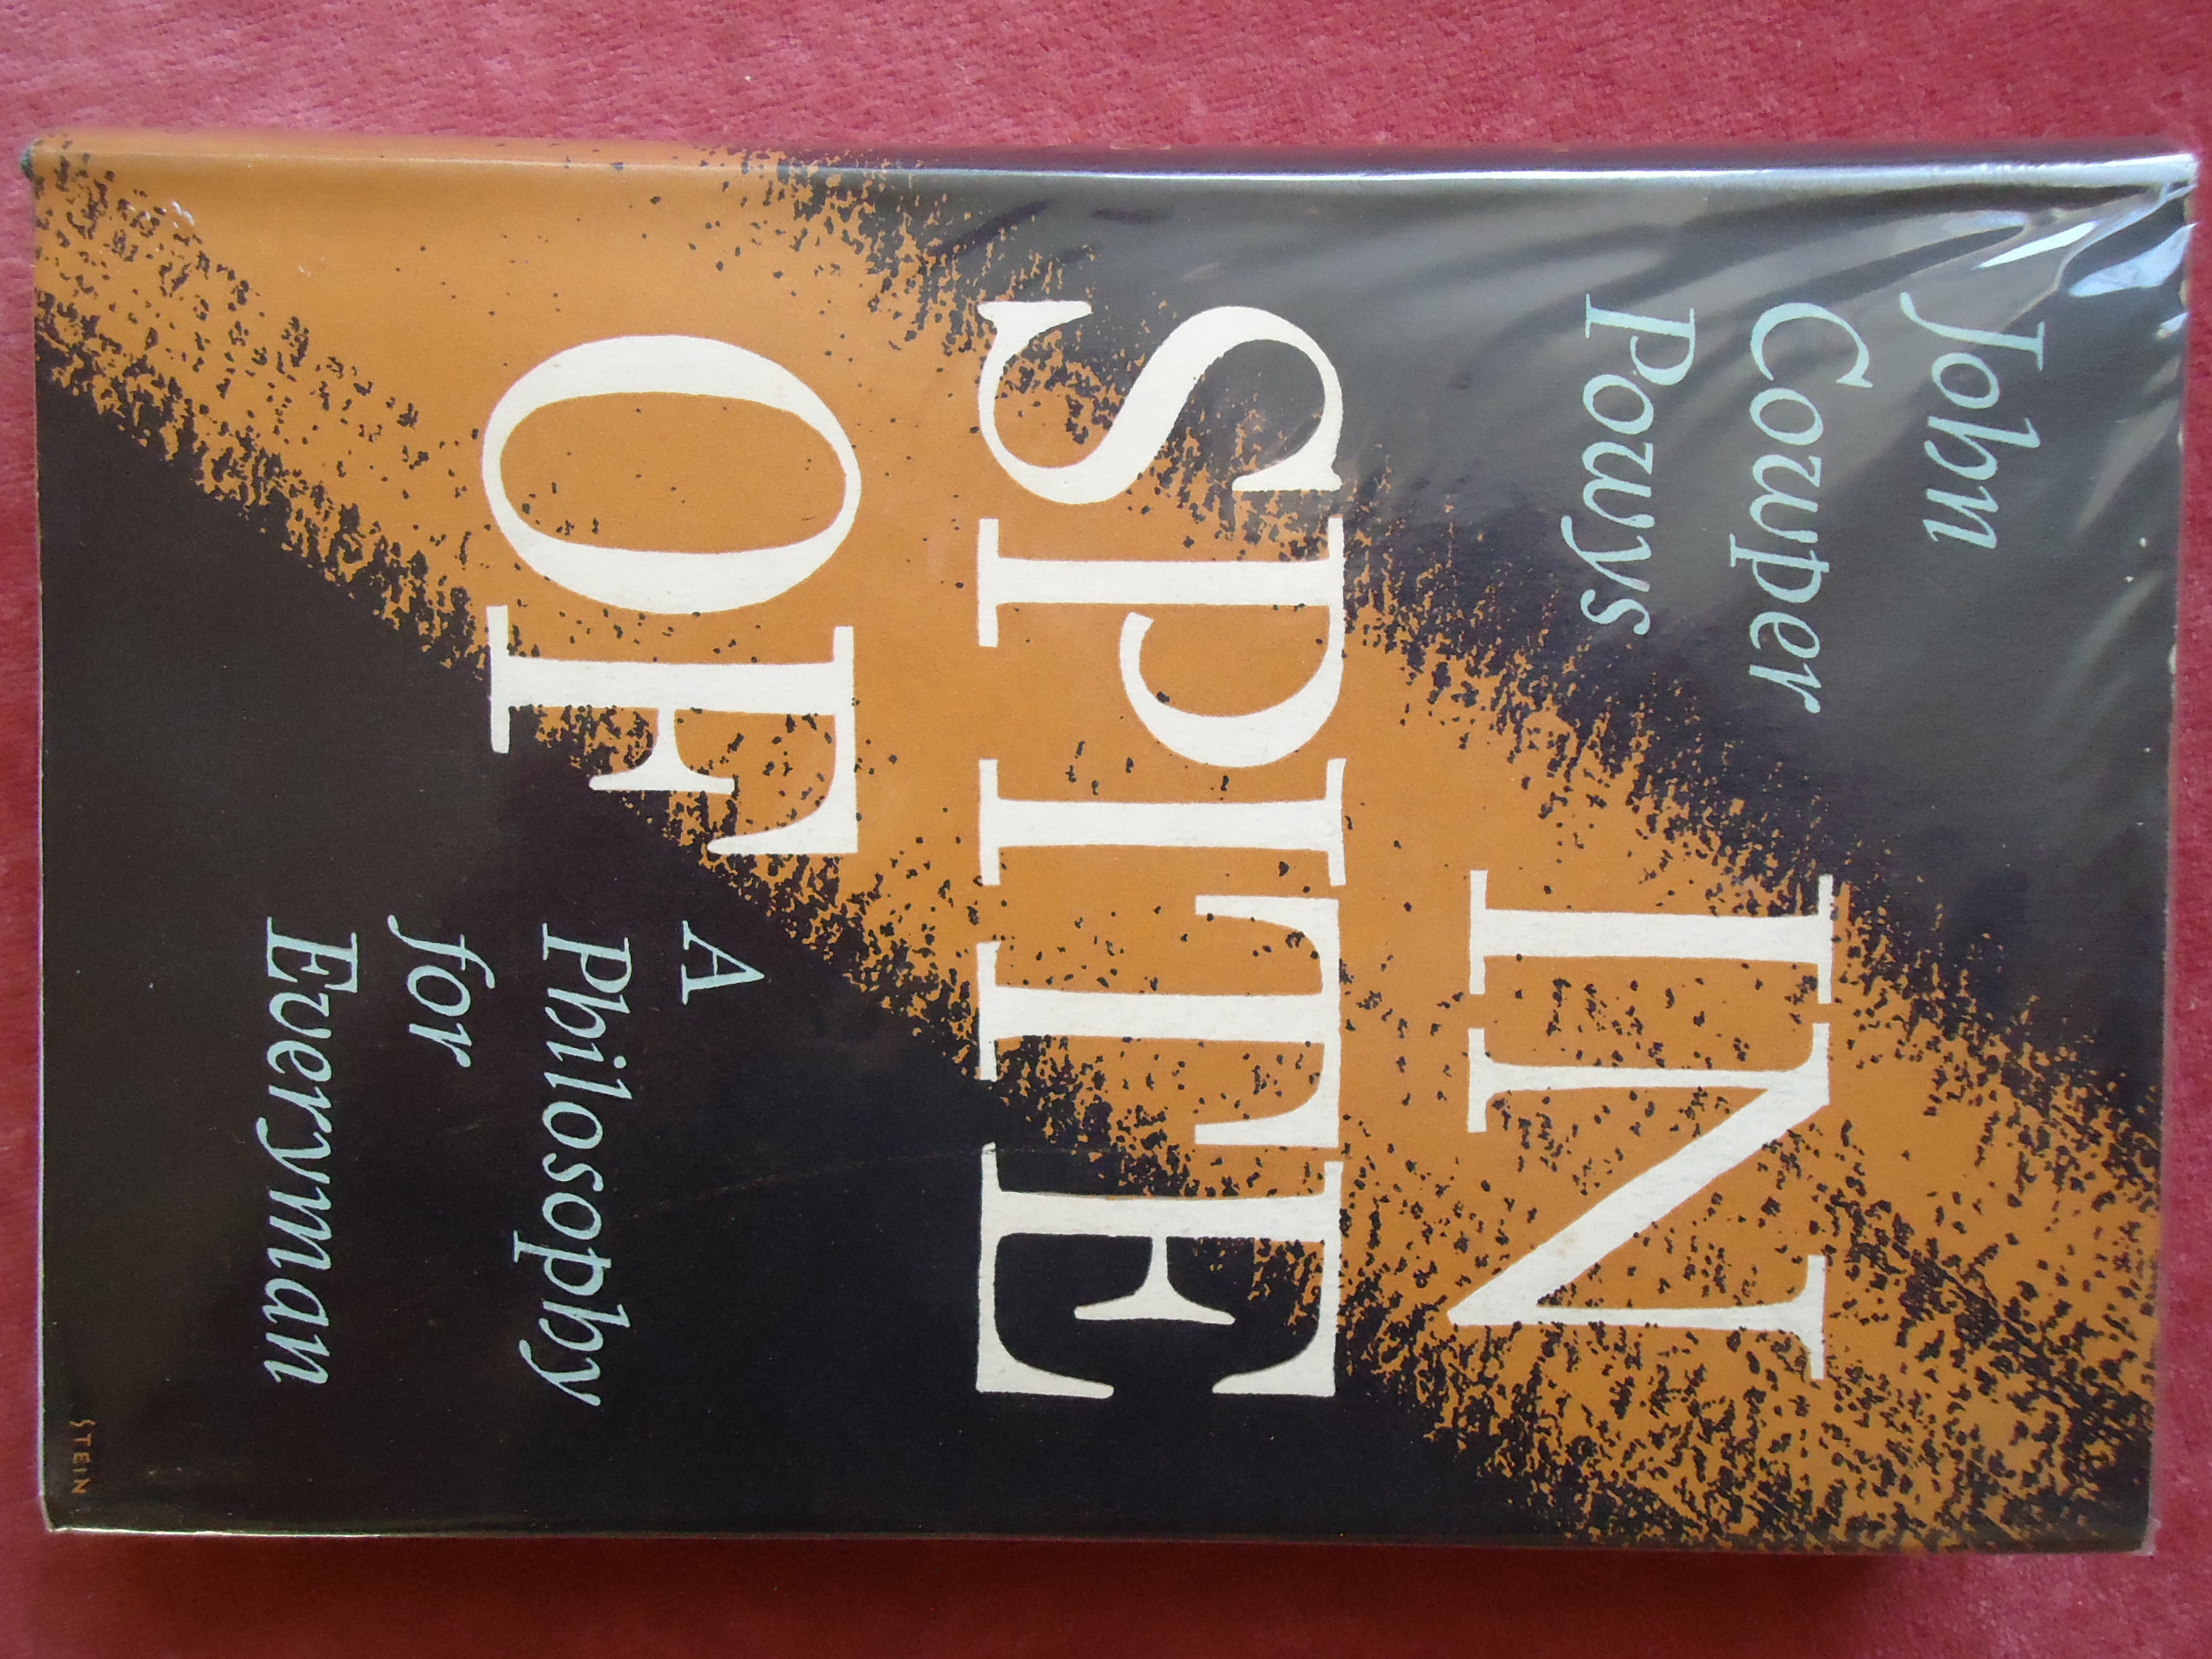 John
Cowper
Powys
IN
SPITE
OF
A
Philosophy
for
Everyman
STEIN